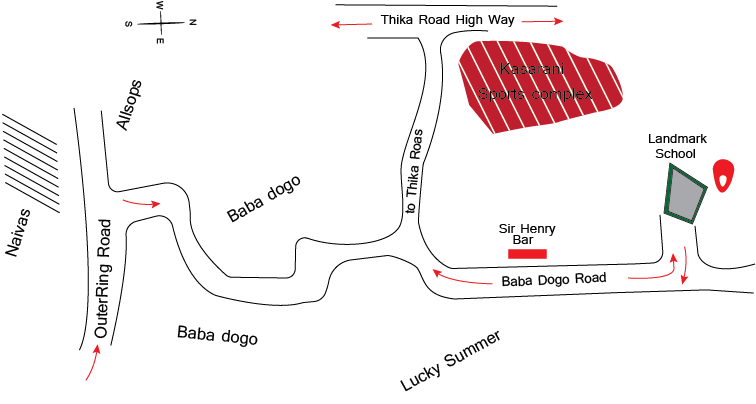 W
S N
E
Thika Road High Way
Kasarani
Sports complex
Allsops
Landmark
School
to Thika Roas
Baba dogo
Naivas
Sir Henry
Bar
OuterRing Road
Baba Dogo Road
Baba dogo
Lucky Summer